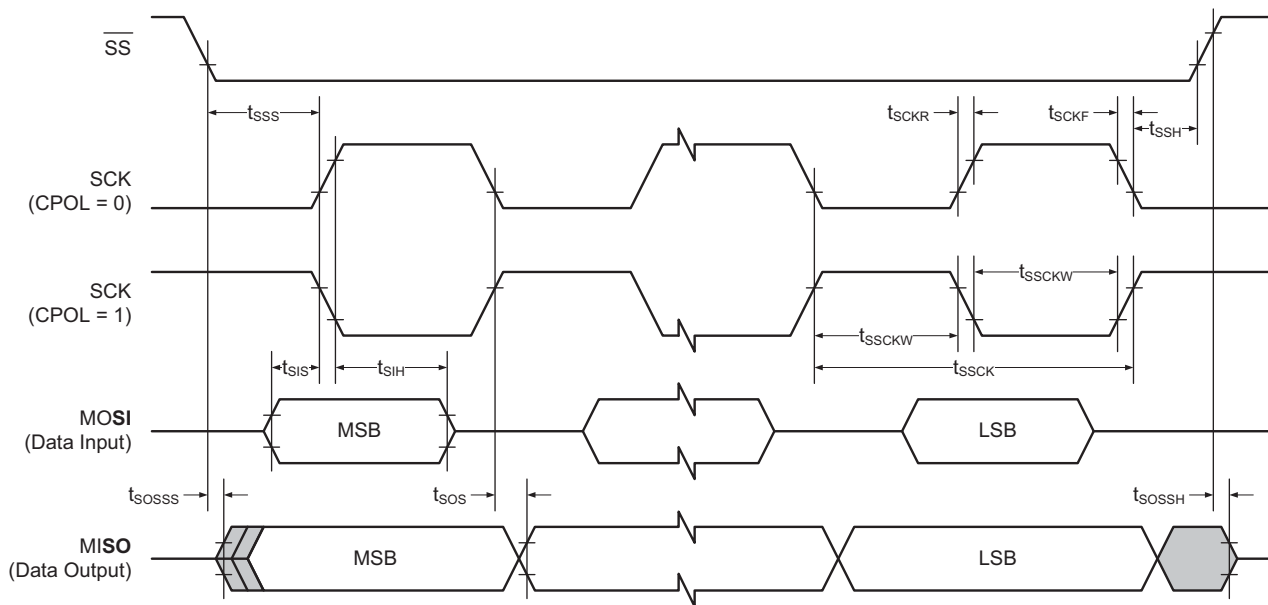 SS
tSSS
tSCKR
tSCKF
tSSH
SCK
(CPOL = 0)
SCK
(CPOL = 1)
tSSCKW
tSSCKW
tSIS
tSIH
tSSCK
MOSI
(Data Input)
MSB
LSB
tSOSSS
tSOS
tSOSSH
MISO
(Data Output)
MSB
LSB